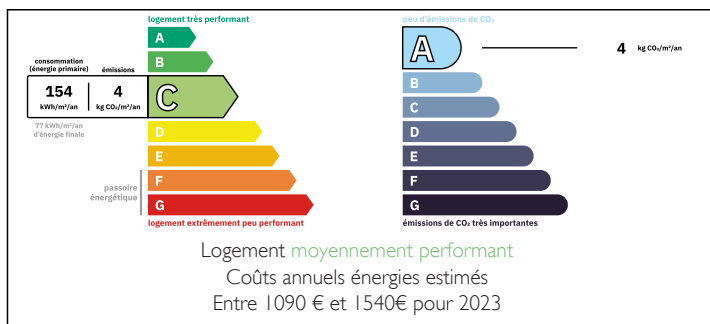 logement très performant
A
B
consommation
(énergie primaire)
émissions
154
kWh/m²/an
4
kg CO₂/m²/an
C
77 kWh/m²/an
d'énergie finale
D
E
passoire
énergétique
F
G
logement extrêmement peu performant
peu d'émissions de CO₂
A
4 kg CO₂/m²/an
B
C
D
E
F
G
émissions de CO₂ très importantes
Logement moyennement performant
Coûts annuels énergies estimés
Entre 1090 € et 1540€ pour 2023